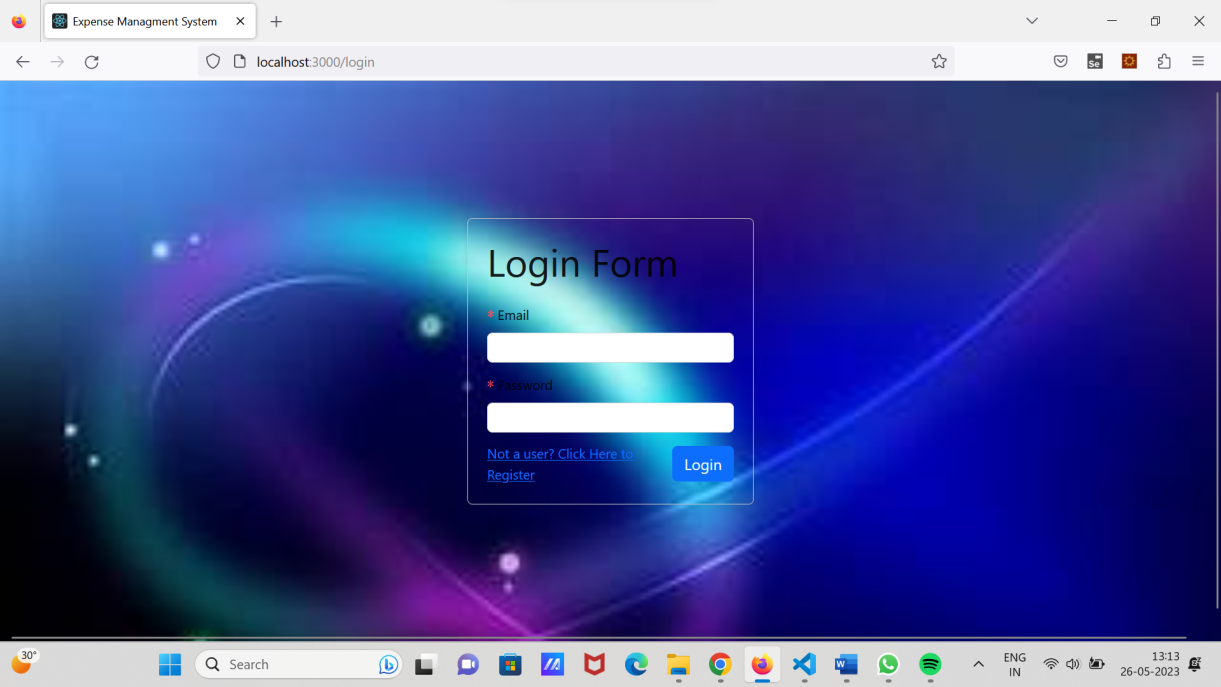 Expense Managment System
localhost:3000/login
Se
Login Form
* Email
* Password
Not a user? Click Here to
Register
Login
30°
Search
ENG
IN
13:13
26-05-2023